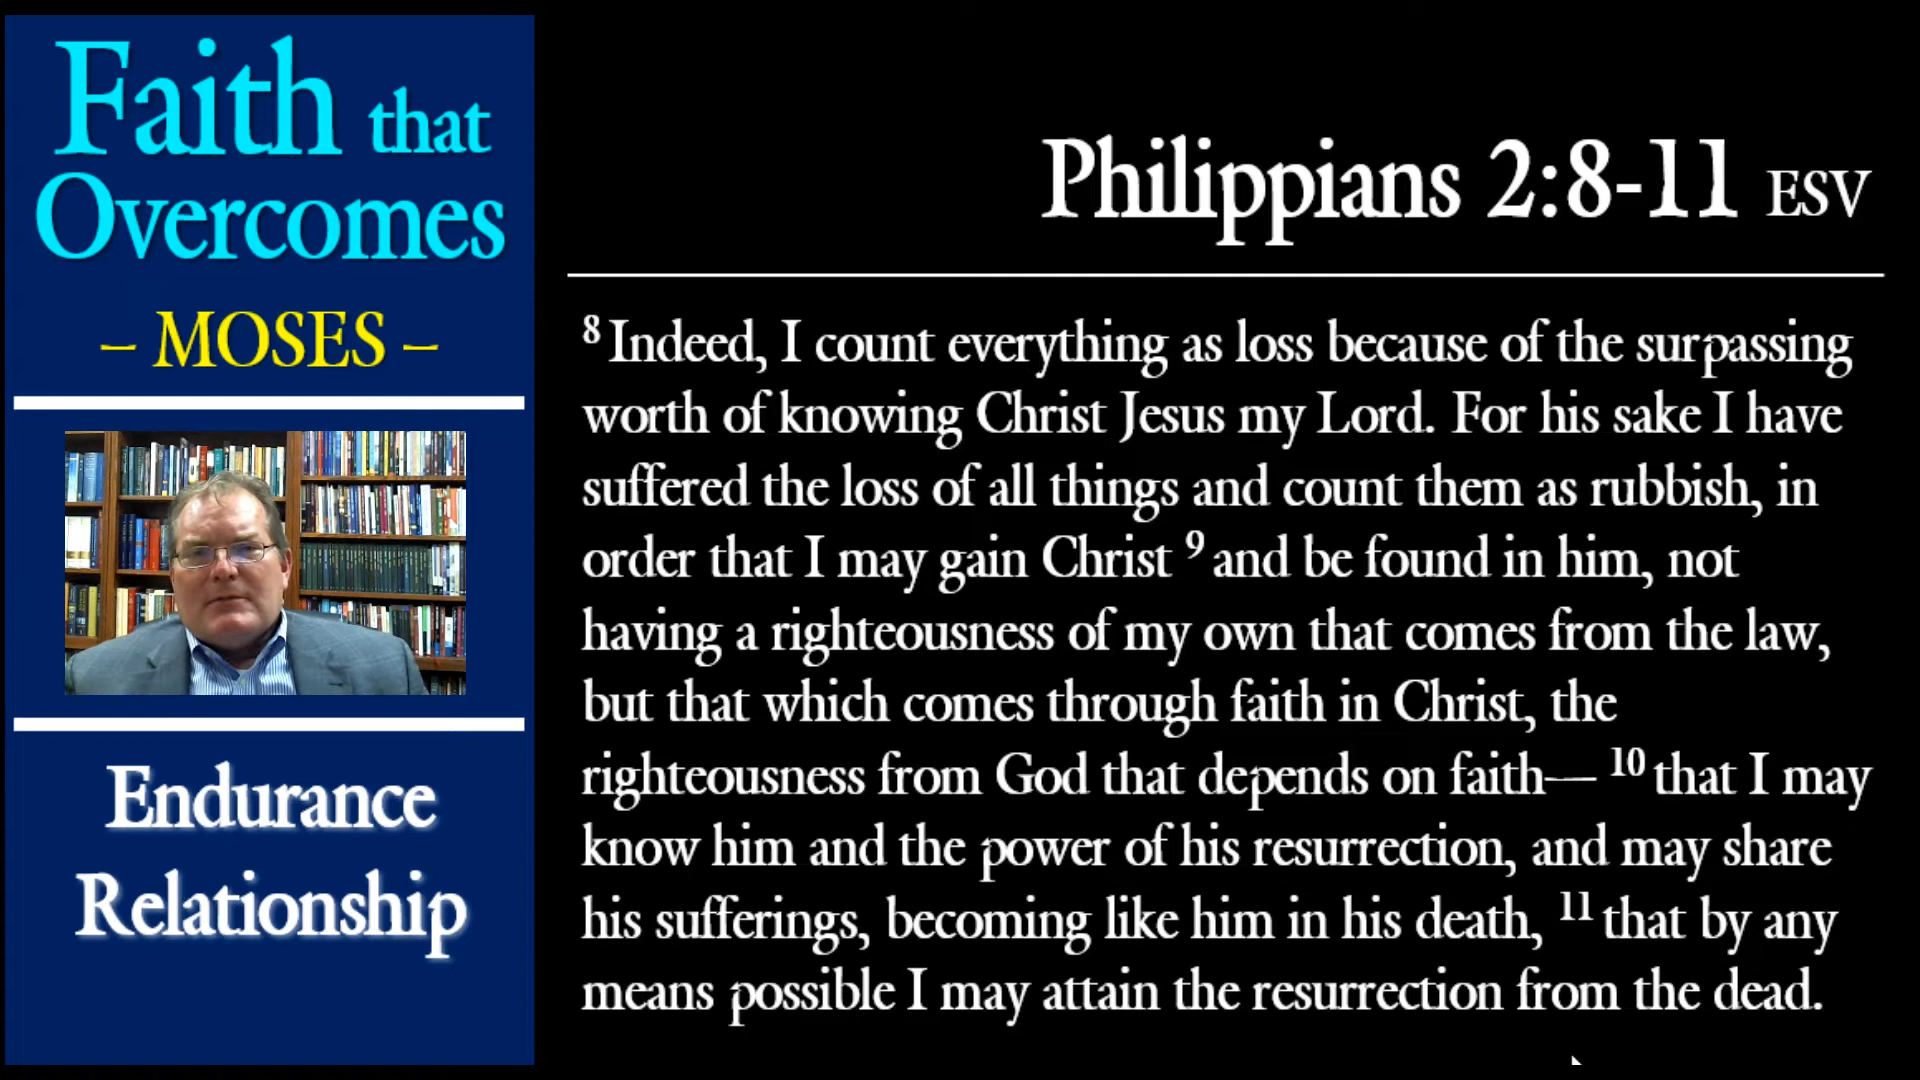 Faith that
Overcomes
– MOSES –
Endurance
Relationship
Philippians 2:8-11 ESV
8 Indeed, I count everything as loss because of the surpassing
worth of knowing Christ Jesus my Lord. For his sake I have
suffered the loss of all things and count them as rubbish, in
order that I may gain Christ 9 and be found in him, not
having a righteousness of my own that comes from the law,
but that which comes through faith in Christ, the
righteousness from God that depends on faith— 10 that I may
know him and the power of his resurrection, and may share
his sufferings, becoming like him in his death, 11 that by any
means possible I may attain the resurrection from the dead.